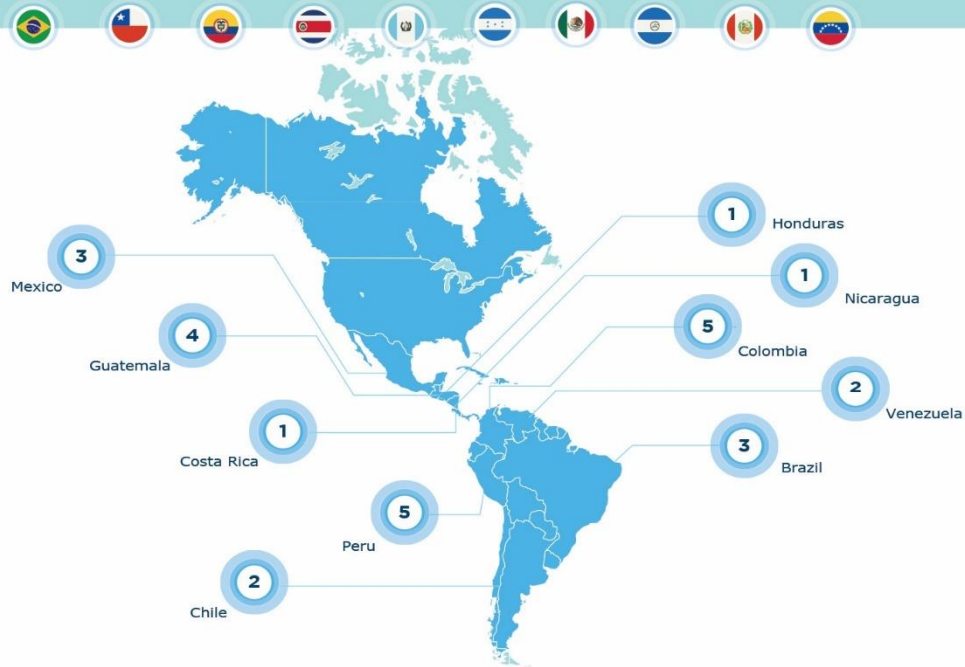 1
Honduras
3
Mexico
1
Nicaragua
4
Guatemala
5
Colombia
2
Venezuela
1
Costa Rica
3
Brazil
5
Peru
2
Chile